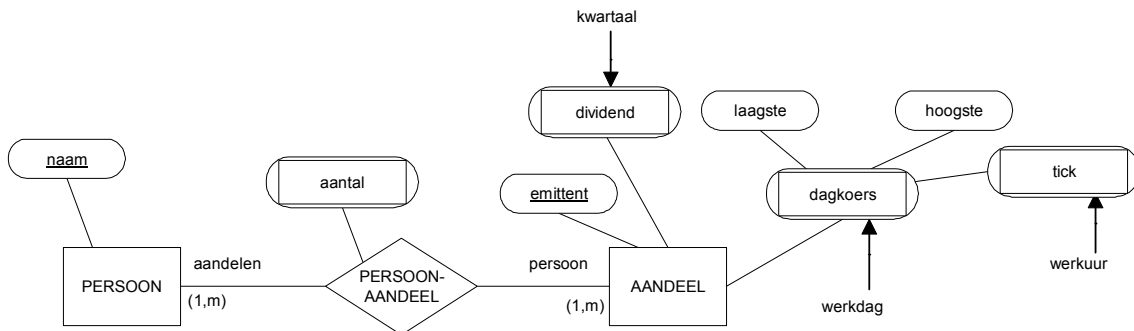 kwartaal
dividend
laagste
hoogste
naam
aantal
emittent
dagkoers
tick
PERSOON
aandelen
(1,m)
PERSOON-
AANDEEL
persoon
(1,m)
AANDEEL
werkdag
werkuur